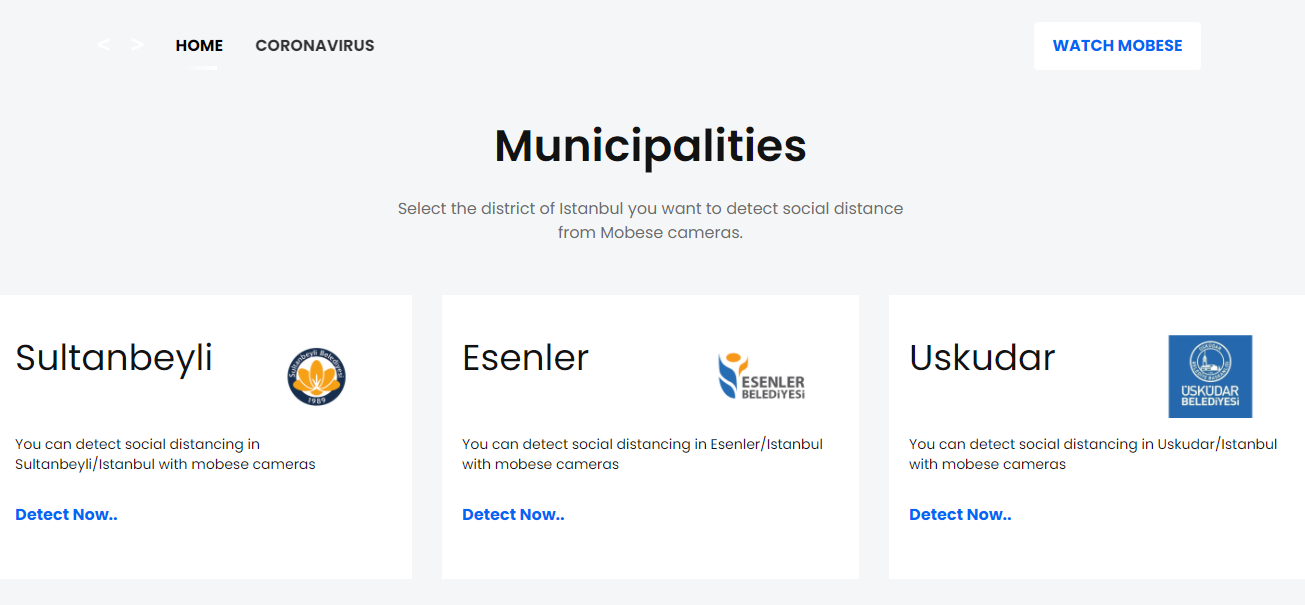 < > HOME CORONAVIRUS WATCH MOBESE
Municipalities
Select the district of Istanbul you want to detect social distance
from Mobese cameras.
Sultanbeyli
Sultanbeyli Belediyesi
1989
You can detect social distancing in
Sultanbeyli/Istanbul with mobese cameras
Detect Now..
Esenler
ESENLER
BELEDİYESİ
You can detect social distancing in Esenler/Istanbul
with mobese cameras
Detect Now..
Uskudar
ÜSKÜDAR
BELEDİYESİ
You can detect social distancing in Uskudar/Istanbul
with mobese cameras
Detect Now..